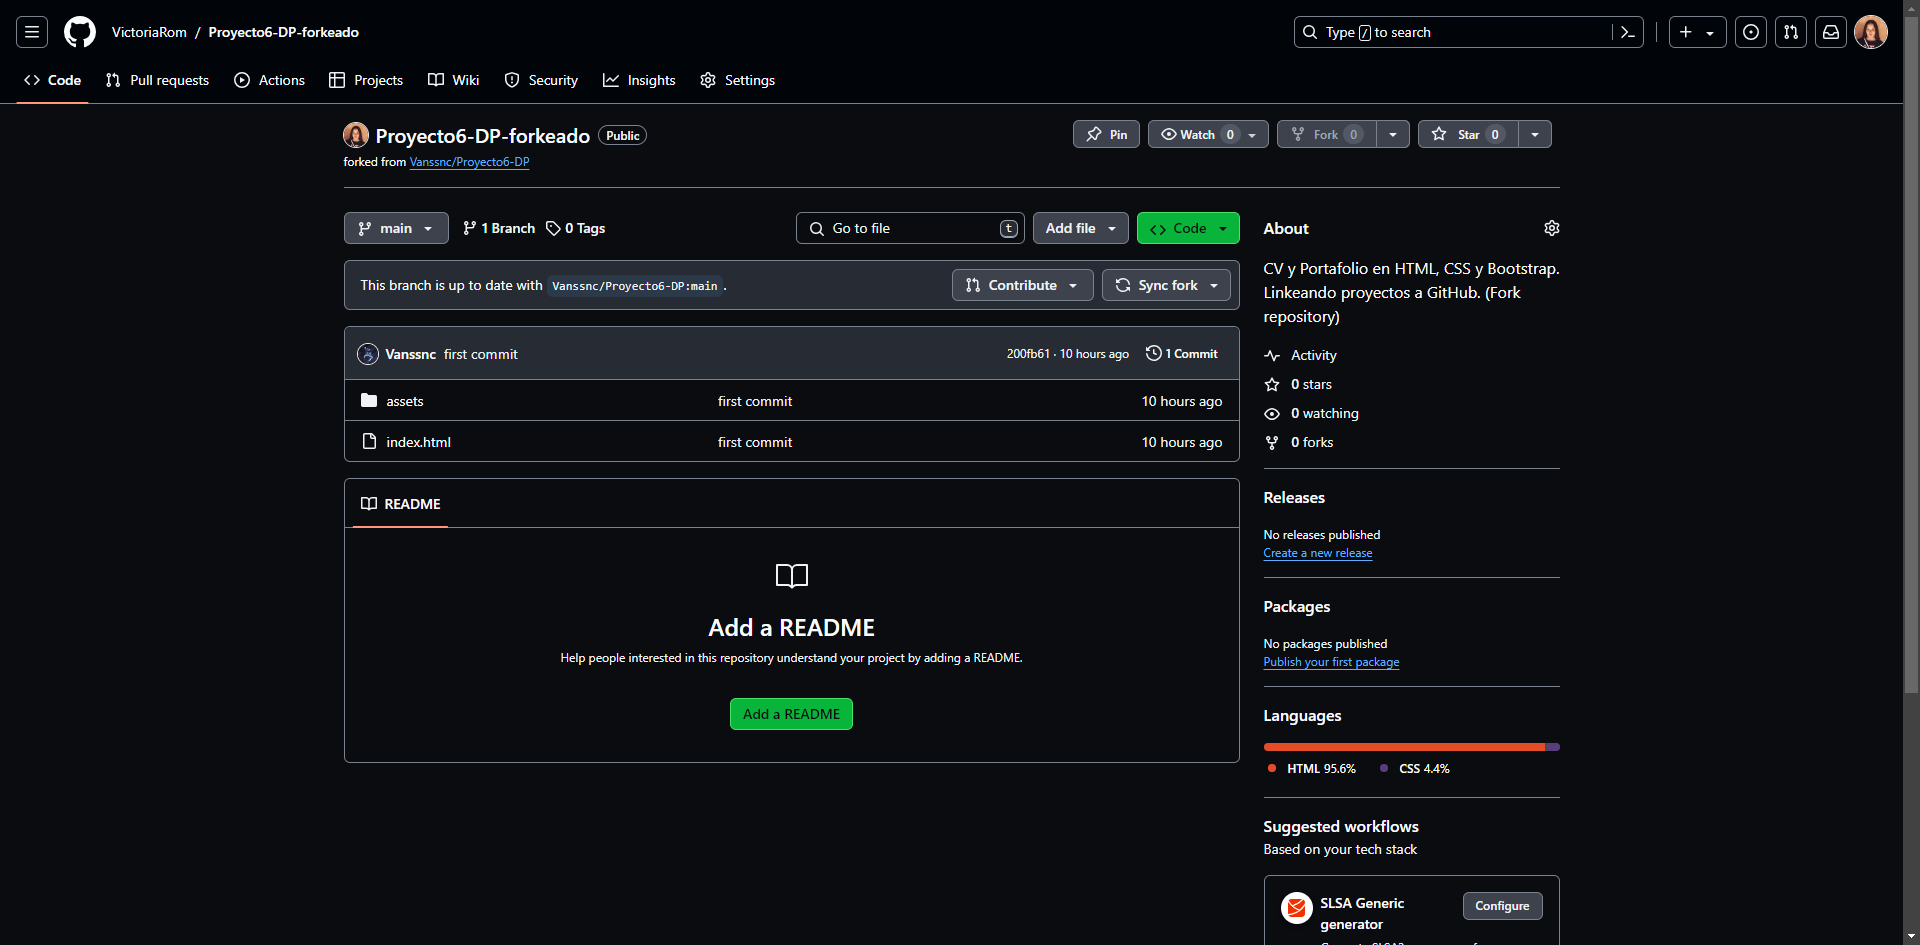 VictoriaRom / Proyecto6-DP-forkeado
Type / to search
Code Pull requests Actions Projects Wiki Security Insights Settings
Proyecto6-DP-forkeado Public
forked from Vanssnc/Proyecto6-DP
Pin Watch 0 Fork 0 Star 0
main 1 Branch 0 Tags Go to file t Add file Code
This branch is up to date with Vanssnc/Proyecto6-DP:main . Contribute Sync fork
Vanssnc first commit 200fb61 · 10 hours ago 1 Commit
assets first commit 10 hours ago
index.html first commit 10 hours ago
README
Add a README
Help people interested in this repository understand your project by adding a README.
Add a README
About
CV y Portafolio en HTML, CSS y Bootstrap.
Linkeando proyectos a GitHub. (Fork
repository)
Activity
0 stars
0 watching
0 forks
Releases
No releases published
Create a new release
Packages
No packages published
Publish your first package
Languages
HTML 95.6% CSS 4.4%
Suggested workflows
Based on your tech stack
SLSA Generic
generator
Configure